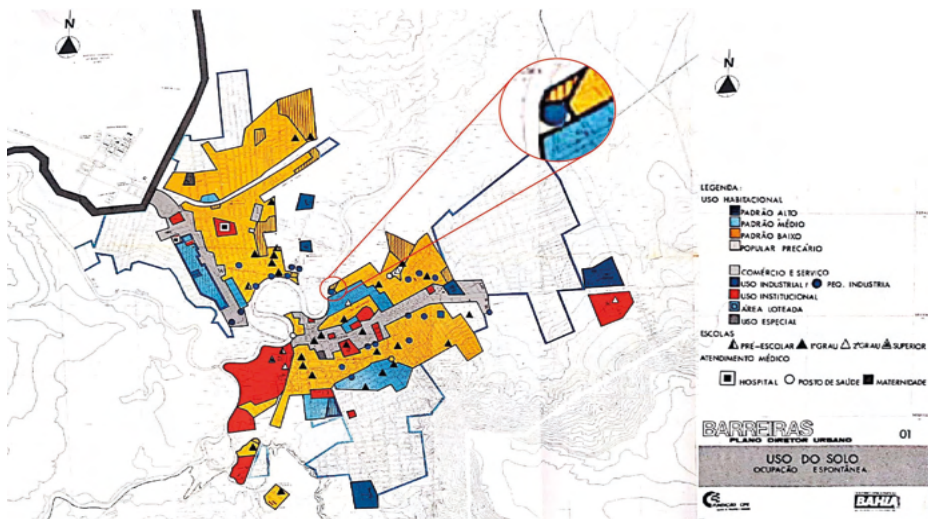 N
N
LEGENDA:
USO HABITACIONAL
PADRÃO ALTO
PADRÃO MÉDIO
PADRÃO BAIXO
POPULAR PRECÁRIO
COMÉRCIO E SERVIÇO
USO INDUSTRIAL / PEQ. INDUSTRIA
USO INSTITUCIONAL
ÁREA LOTEADA
USO ESPECIAL
ESCOLAS
PRÉ-ESCOLAR 1ºGRAU 2ºGRAU SUPERIOR
ATENDIMENTO MÉDICO
HOSPITAL POSTO DE SAÚDE MATERNIDADE
BARREIRAS 01
PLANO DIRETOR URBANO
USO DO SOLO
OCUPAÇÃO ESPONTÂNEA
FUNDAÇÃO CPE
BAHIA